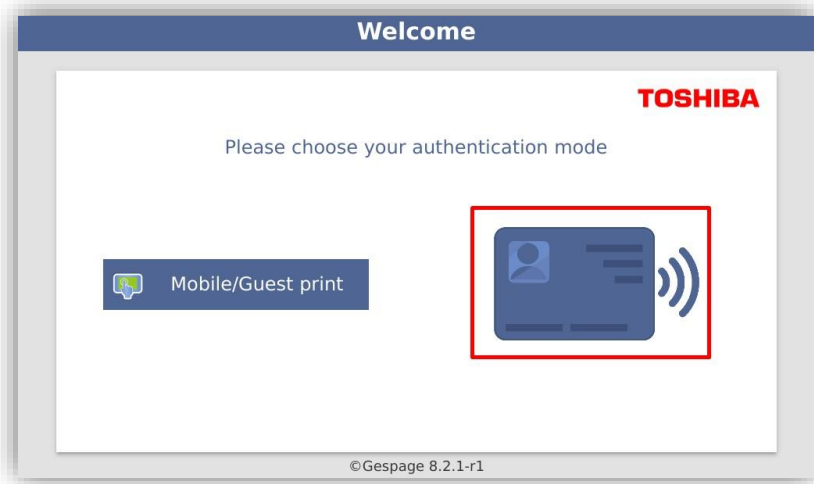 Welcome
TOSHIBA
Please choose your authentication mode
Mobile/Guest print
©Gespage 8.2.1-r1